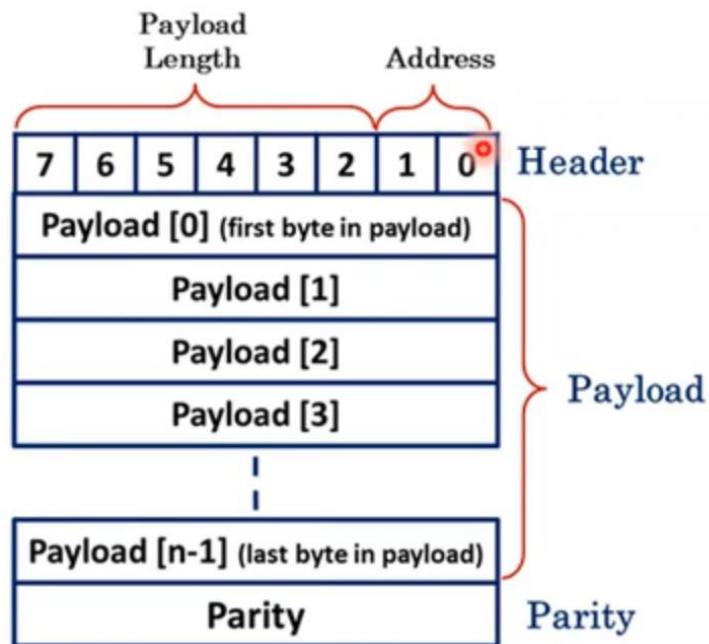 Payload
Length
Address
7 6 5 4 3 2 1 0
Header
Payload [0] (first byte in payload)
Payload [1]
Payload [2]
Payload [3]
Payload
Payload [n-1] (last byte in payload)
Parity
Parity